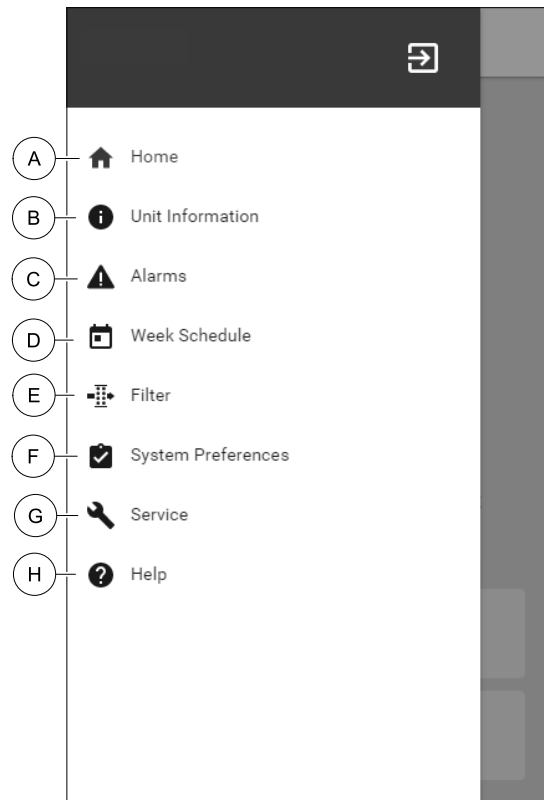 A Home
B Unit Information
C Alarms
D Week Schedule
E Filter
F System Preferences
G Service
H Help